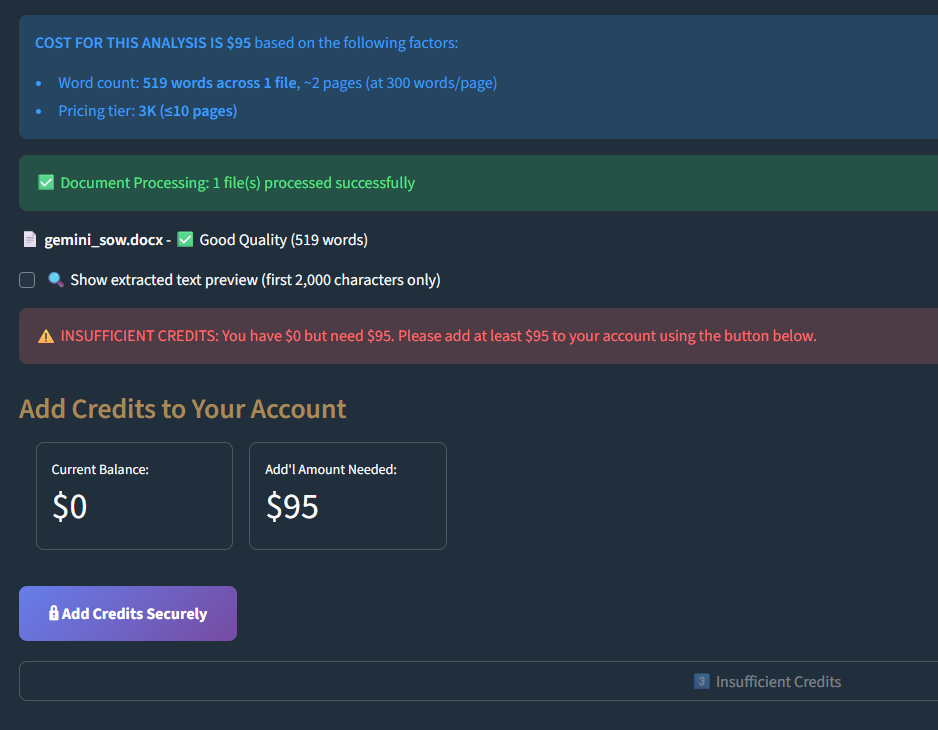 COST FOR THIS ANALYSIS IS $95 based on the following factors:
• Word count: 519 words across 1 file, ~2 pages (at 300 words/page)
• Pricing tier: 3K (≤10 pages)
✅ Document Processing: 1 file(s) processed successfully
📄 gemini_sow.docx - ✅ Good Quality (519 words)
🔍 Show extracted text preview (first 2,000 characters only)
⚠️ INSUFFICIENT CREDITS: You have $0 but need $95. Please add at least $95 to your account using the button below.
Add Credits to Your Account
Current Balance:
$0
Add'l Amount Needed:
$95
🔒 Add Credits Securely
3️⃣ Insufficient Credits